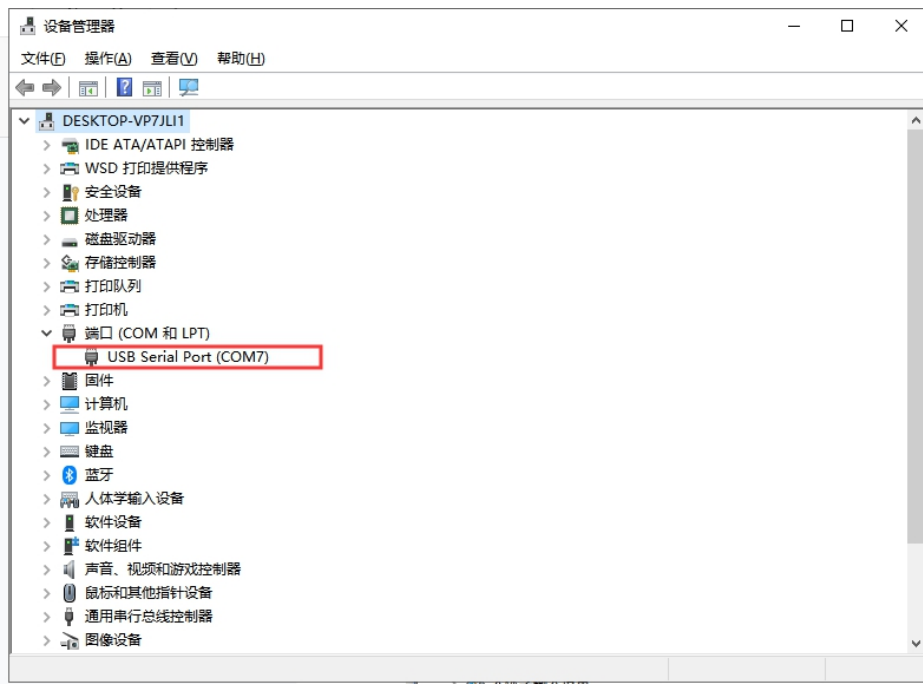 设备管理器
文件(F) 操作(A) 查看(V) 帮助(H)
DESKTOP-VP7JLI1
IDE ATA/ATAPI 控制器
WSD 打印提供程序
安全设备
处理器
磁盘驱动器
存储控制器
打印队列
打印机
端口 (COM 和 LPT)
USB Serial Port (COM7)
固件
计算机
监视器
键盘
蓝牙
人体学输入设备
软件设备
软件组件
声音、视频和游戏控制器
鼠标和其他指针设备
通用串行总线控制器
图像设备